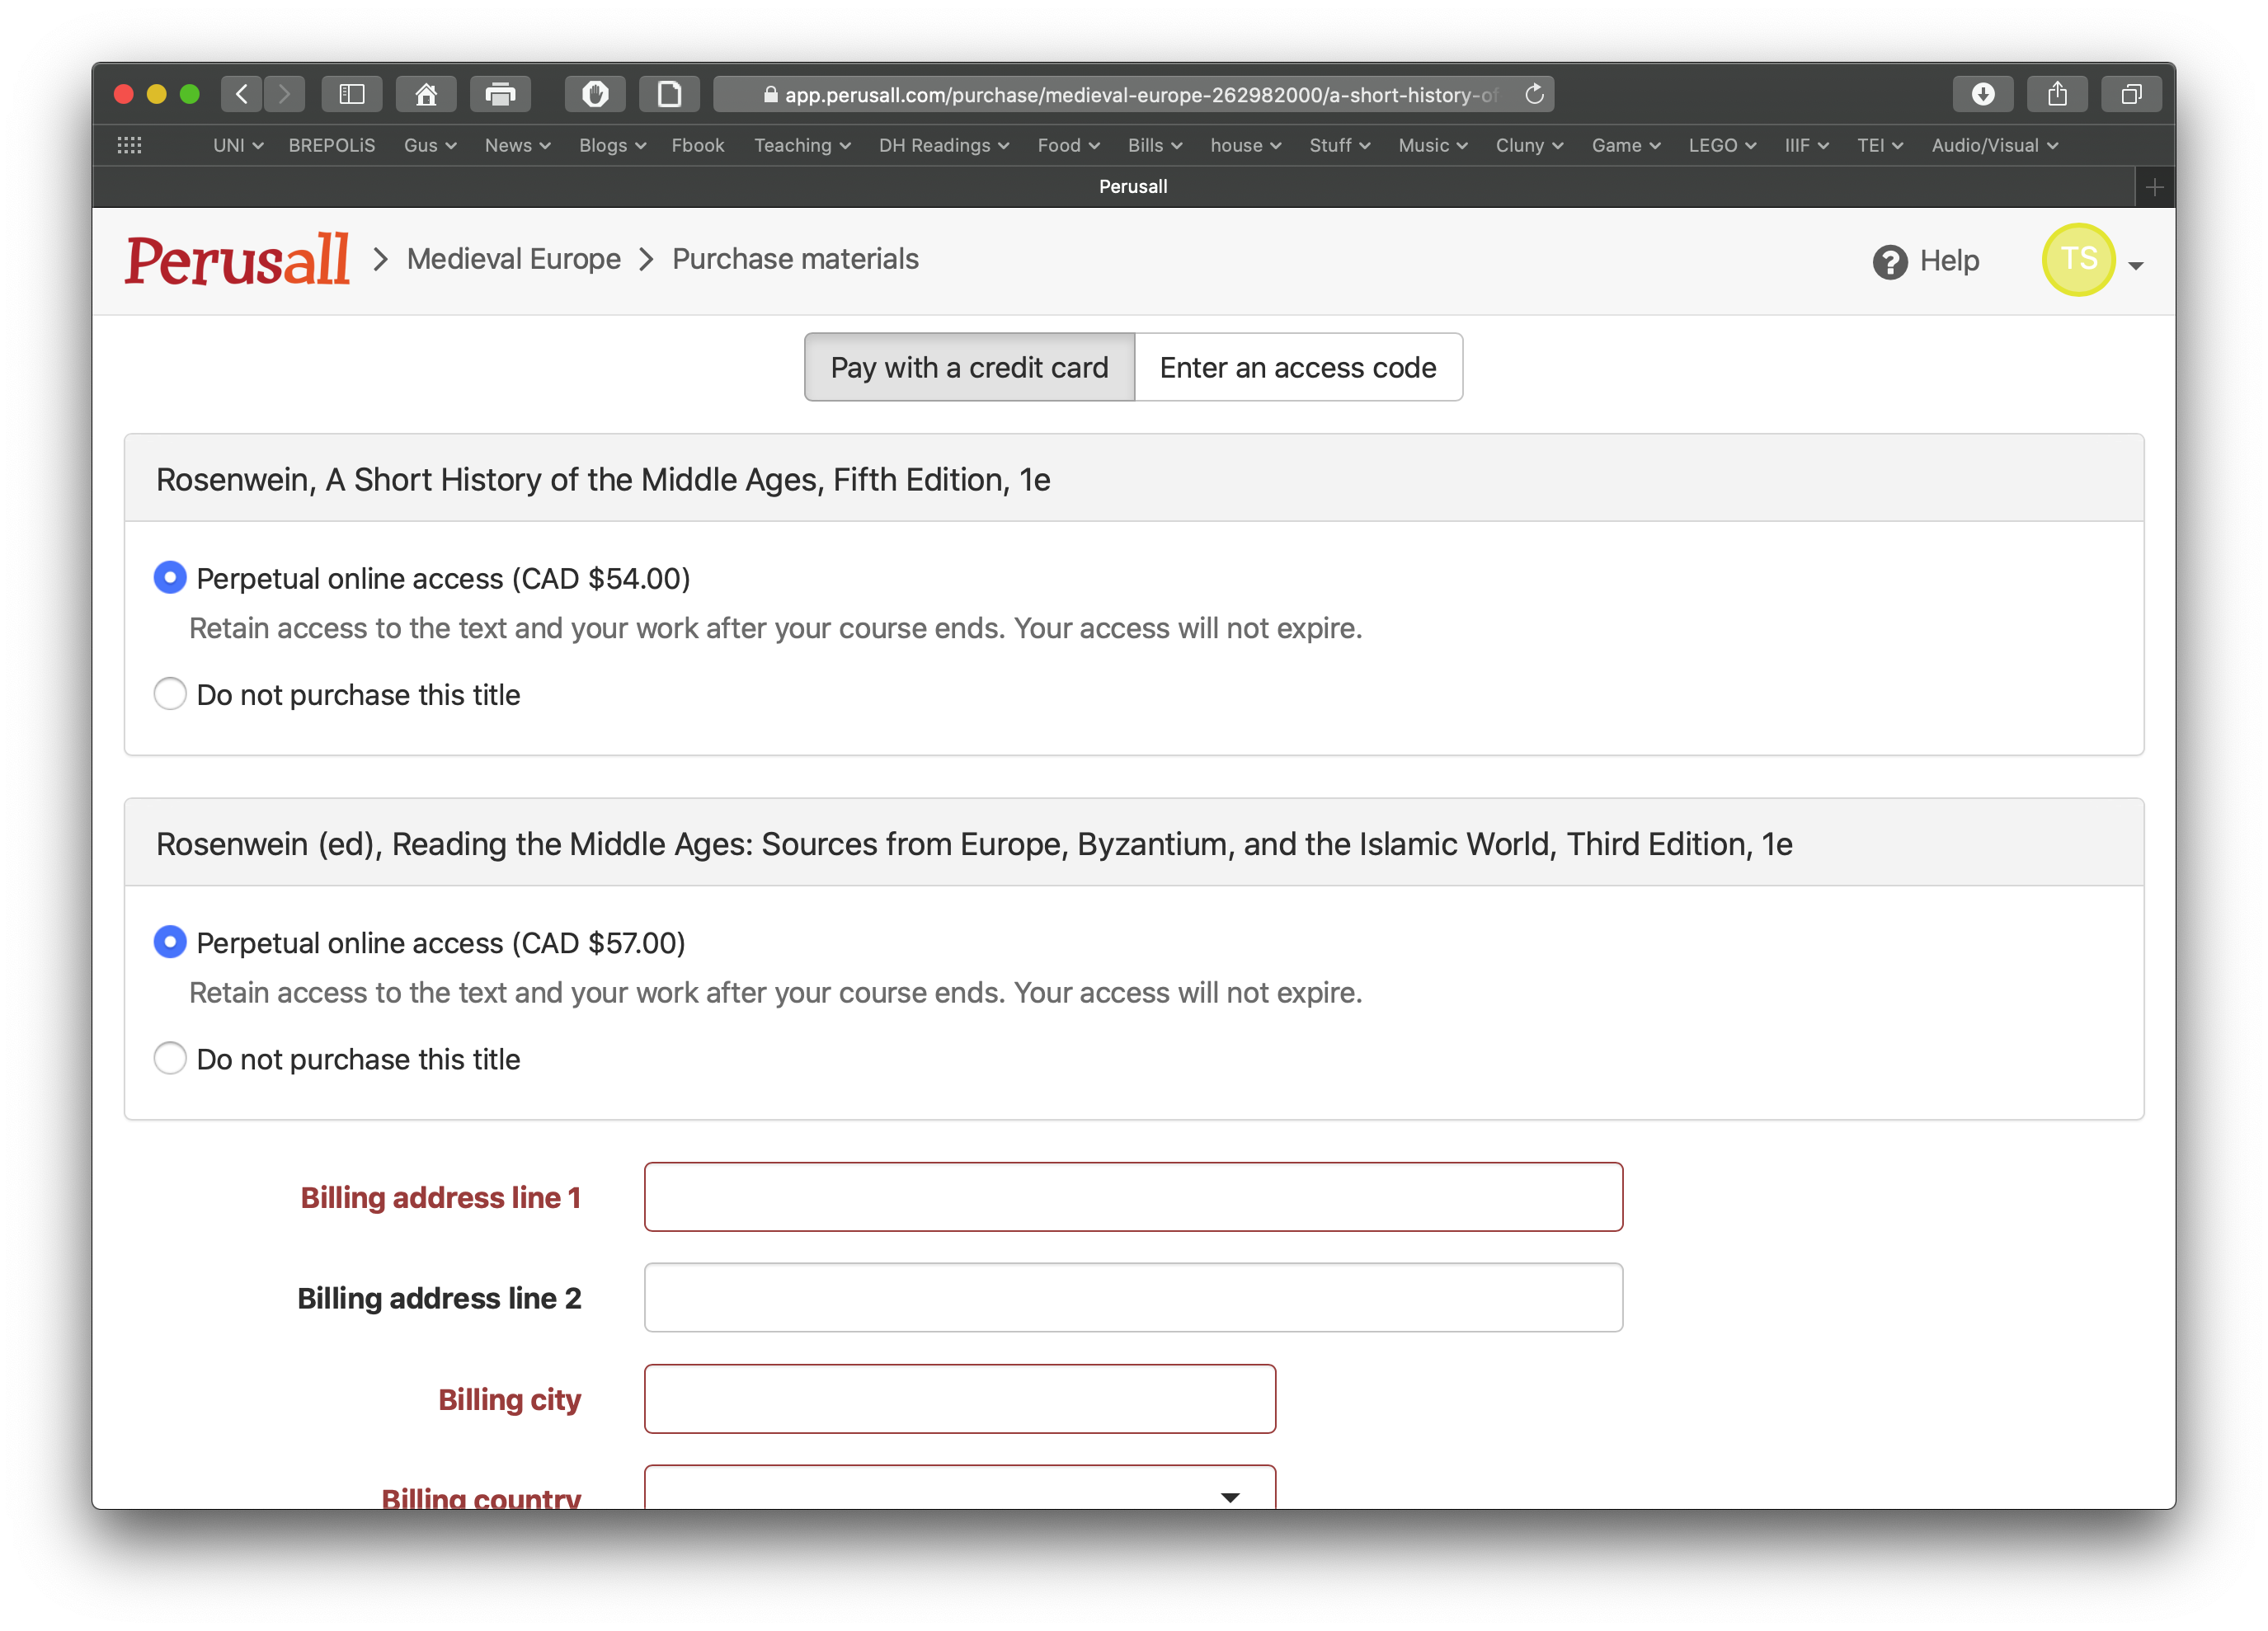 app.perusall.com/purchase/medieval-europe-262982000/a-short-history-of
UNI BREPOLiS Gus News Blogs Fbook Teaching DH Readings Food Bills house Stuff Music Cluny Game LEGO IIIF TEI Audio/Visual
Perusall
Perusall > Medieval Europe > Purchase materials ? Help TS
Pay with a credit card Enter an access code
Rosenwein, A Short History of the Middle Ages, Fifth Edition, 1e
Perpetual online access (CAD $54.00)
Retain access to the text and your work after your course ends. Your access will not expire.
Do not purchase this title
Rosenwein (ed), Reading the Middle Ages: Sources from Europe, Byzantium, and the Islamic World, Third Edition, 1e
Perpetual online access (CAD $57.00)
Retain access to the text and your work after your course ends. Your access will not expire.
Do not purchase this title
Billing address line 1
Billing address line 2
Billing city
Billing country